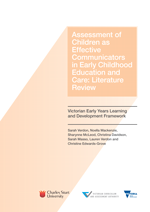 Assessment of
Children as
Effective
Communicators
in Early Childhood
Education and
Care: Literature
Review
Victorian Early Years Learning
and Development Framework
Sarah Verdon, Noella Mackenzie,
Sharynne McLeod, Christine Davidson,
Sarah Masso, Lauren Verdon and
Christine Edwards-Groves
Charles Sturt
University
VICTORIA